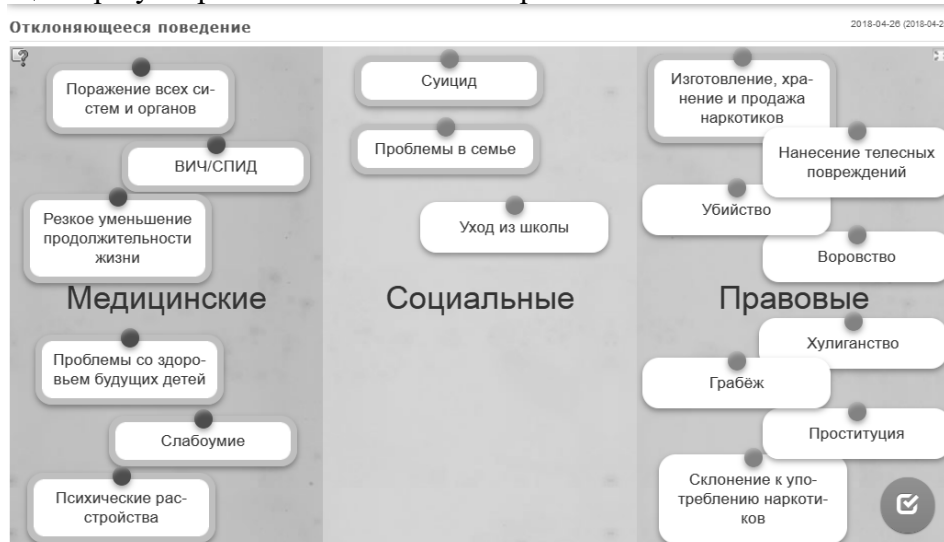 Отклоняющееся поведение
2018-04-26 (2018-04-2
Поражение всех си-
стем и органов
ВИЧ/СПИД
Резкое уменьшение
продолжительности
жизни
Медицинские
Проблемы со здоро-
вьем будущих детей
Слабоумие
Психические рас-
стройства
Суицид
Проблемы в семье
Уход из школы
Социальные
Изготовление, хра-
нение и продажа
наркотиков
Нанесение телесных
повреждений
Убийство
Воровство
Правовые
Хулиганство
Грабёж
Проституция
Склонение к упо-
треблению наркоти-
ков